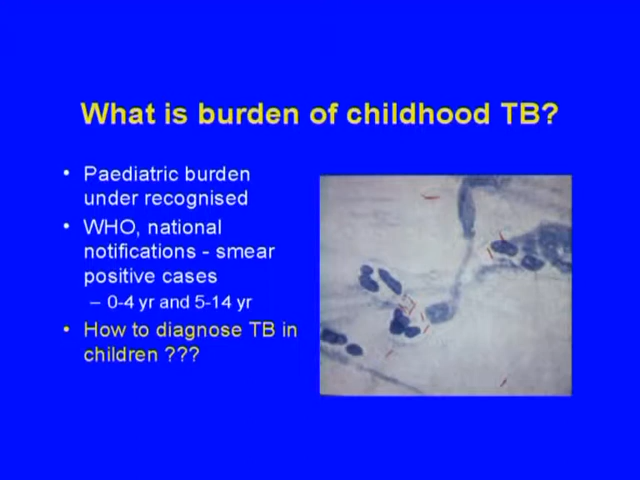 What is burden of childhood TB?
• Paediatric burden
under recognised
• WHO, national
notifications - smear
positive cases
– 0-4 yr and 5-14 yr
• How to diagnose TB in
children ???